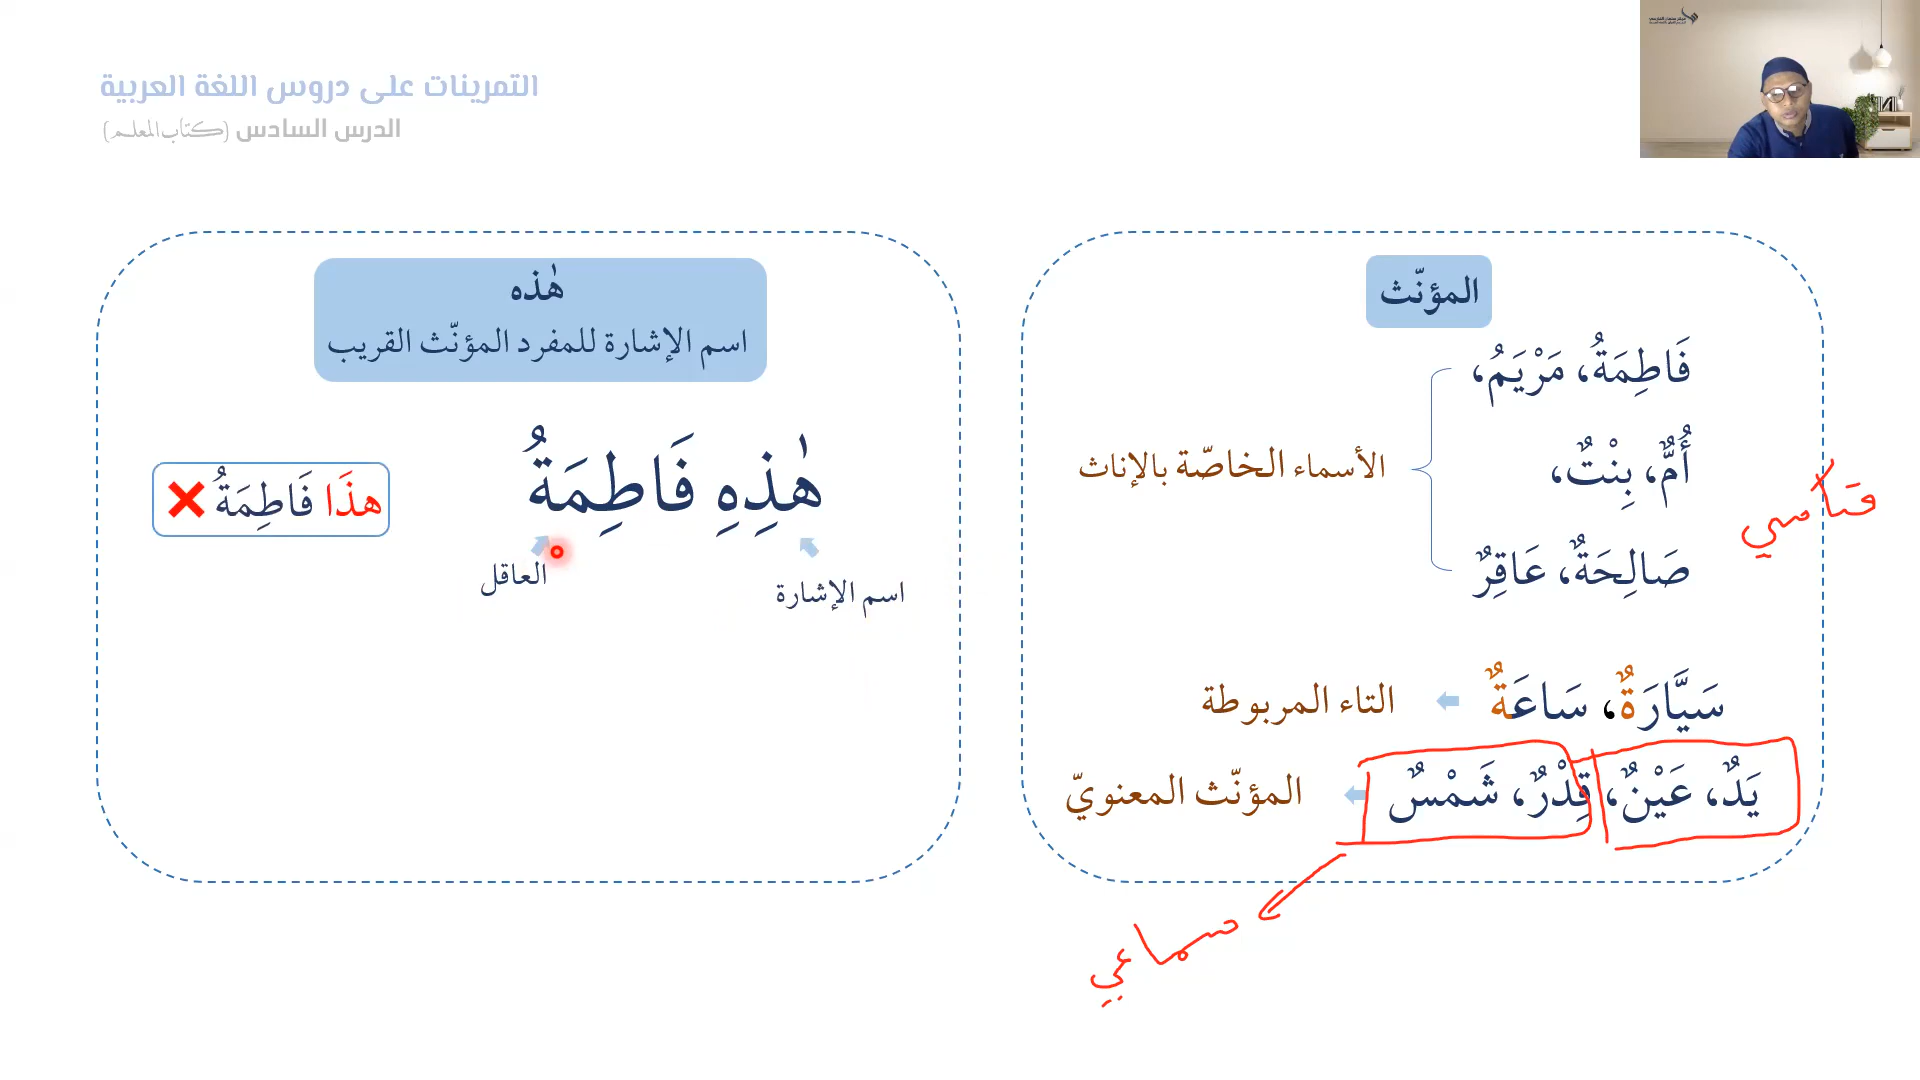 التمرينات على دروس اللغة العربية
الدرس السادس (كتاب المعلم)
المؤنّث
فَاطِمَةُ، مَرْيَمُ،
أُمٌّ، بِنْتٌ،
صَالِحَةٌ، عَاقِرٌ
الأسماء الخاصّة بالإناث
قياسي
سَيَّارَةٌ، سَاعَةٌ
التاء المربوطة
يَدٌ، عَيْنٌ، قِدْرٌ، شَمْسٌ
المؤنّث المعنويّ
سماعي
هٰذه
اسم الإشارة للمفرد المؤنّث القريب
هٰذِهِ فَاطِمَةُ
اسم الإشارة
العاقل
هذَا فَاطِمَةُ